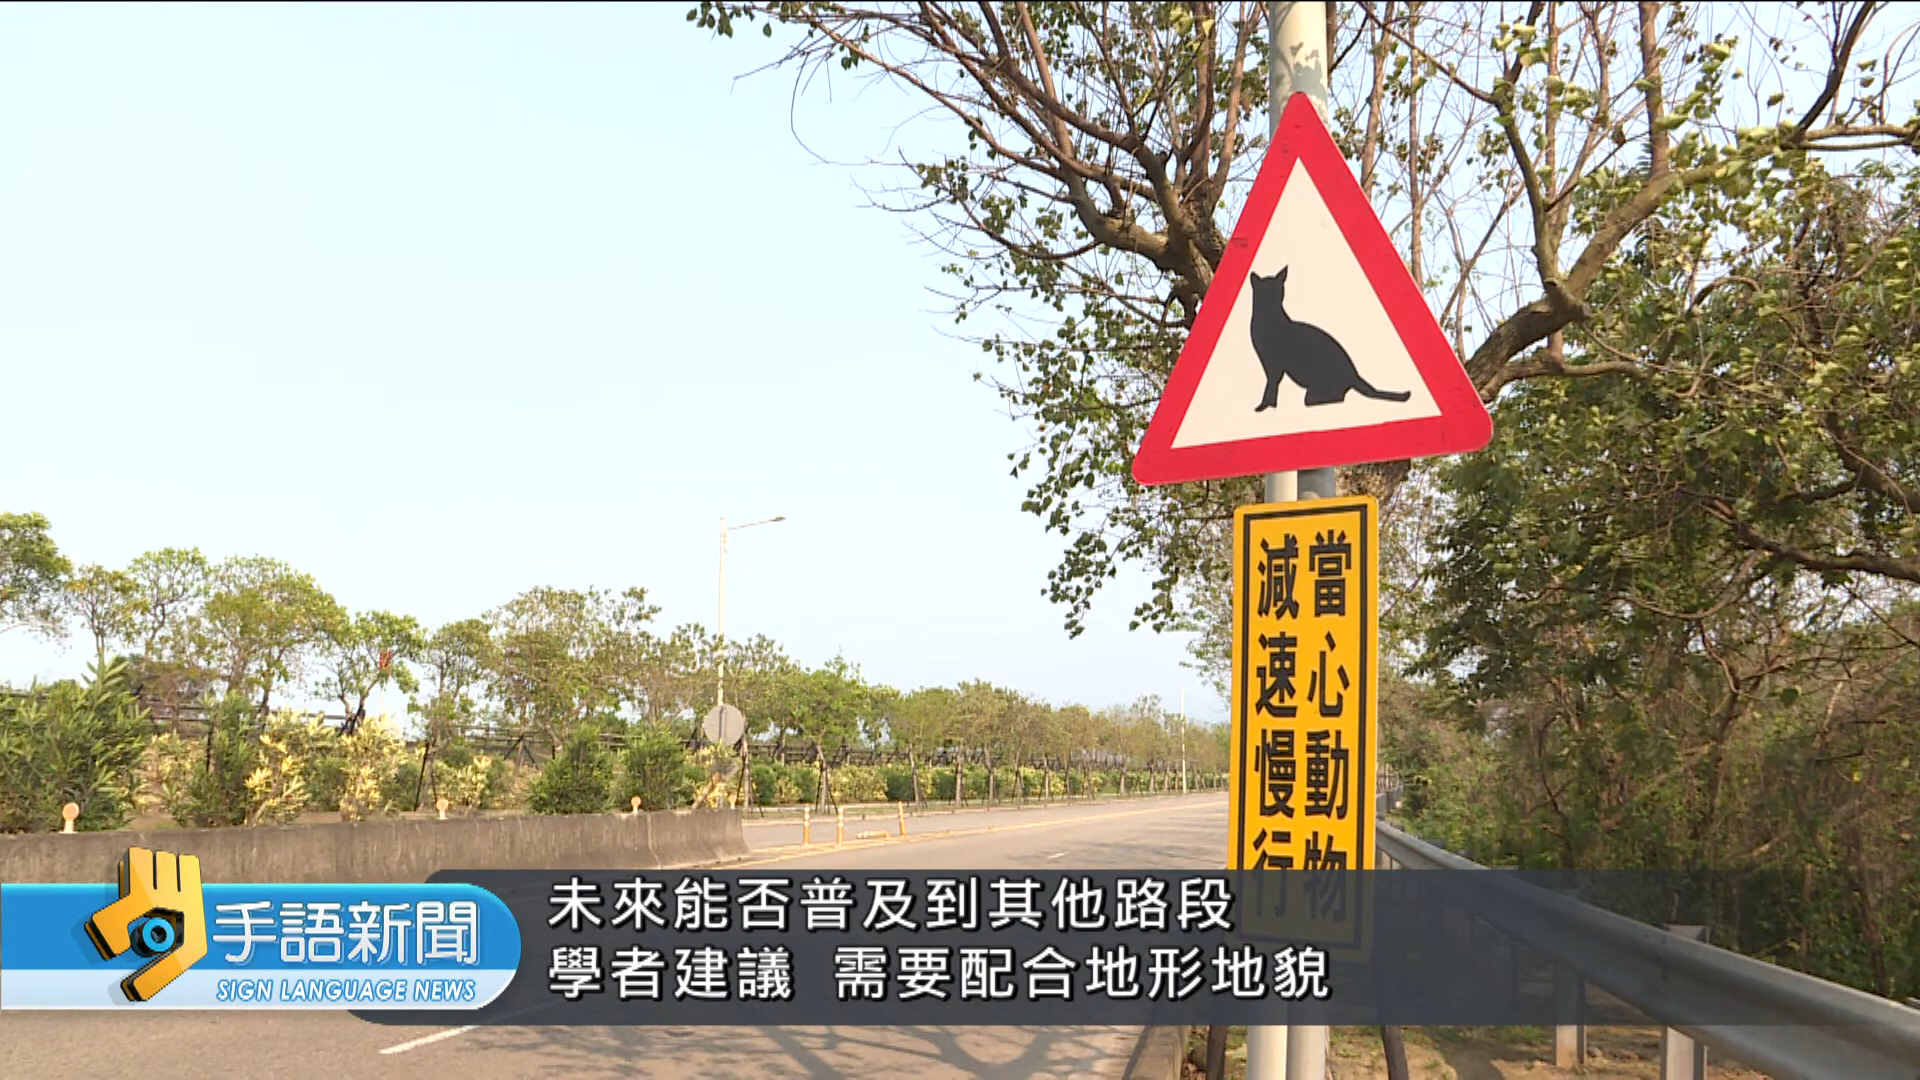 當心動物
減速慢行
手語新聞
SIGN LANGUAGE NEWS
未來能否普及到其他路段
學者建議 需要配合地形地貌